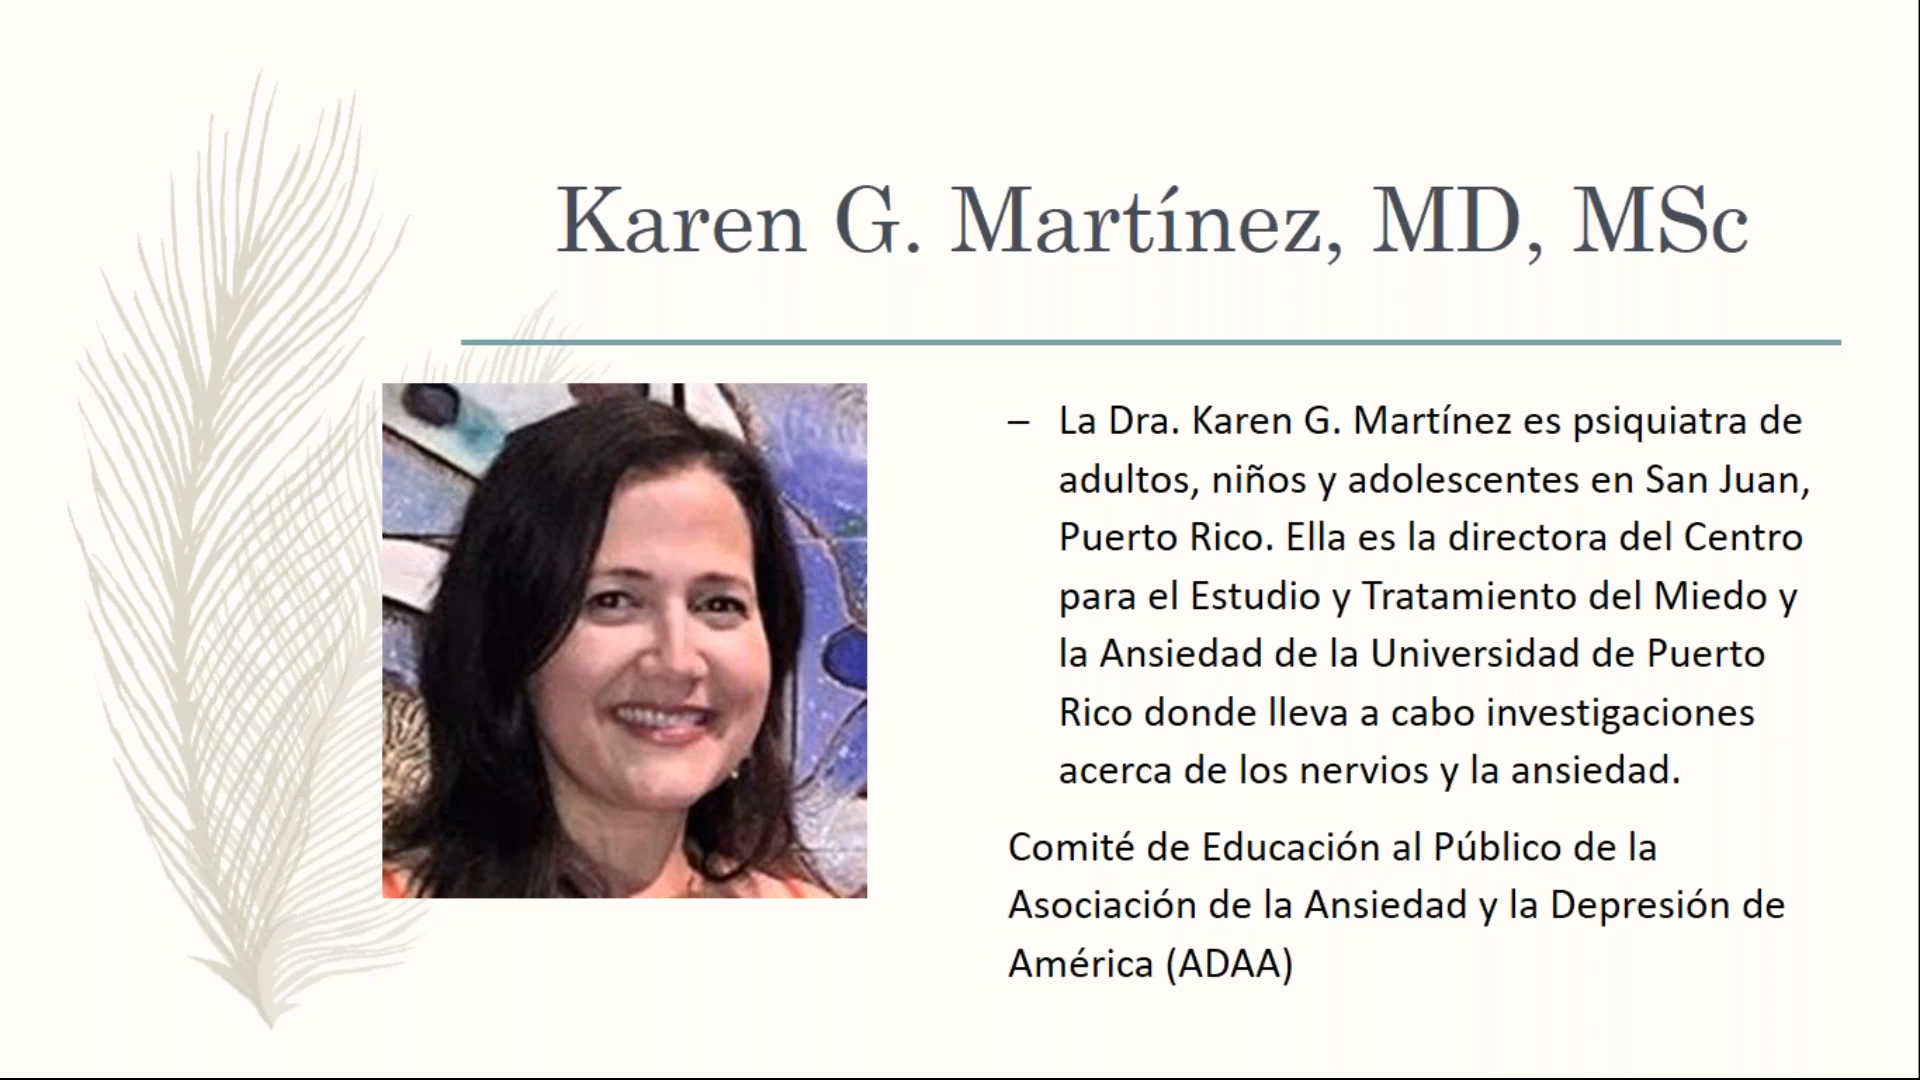 Karen G. Martínez, MD, MSc
– La Dra. Karen G. Martínez es psiquiatra de
adultos, niños y adolescentes en San Juan,
Puerto Rico. Ella es la directora del Centro
para el Estudio y Tratamiento del Miedo y
la Ansiedad de la Universidad de Puerto
Rico donde lleva a cabo investigaciones
acerca de los nervios y la ansiedad.
Comité de Educación al Público de la
Asociación de la Ansiedad y la Depresión de
América (ADAA)